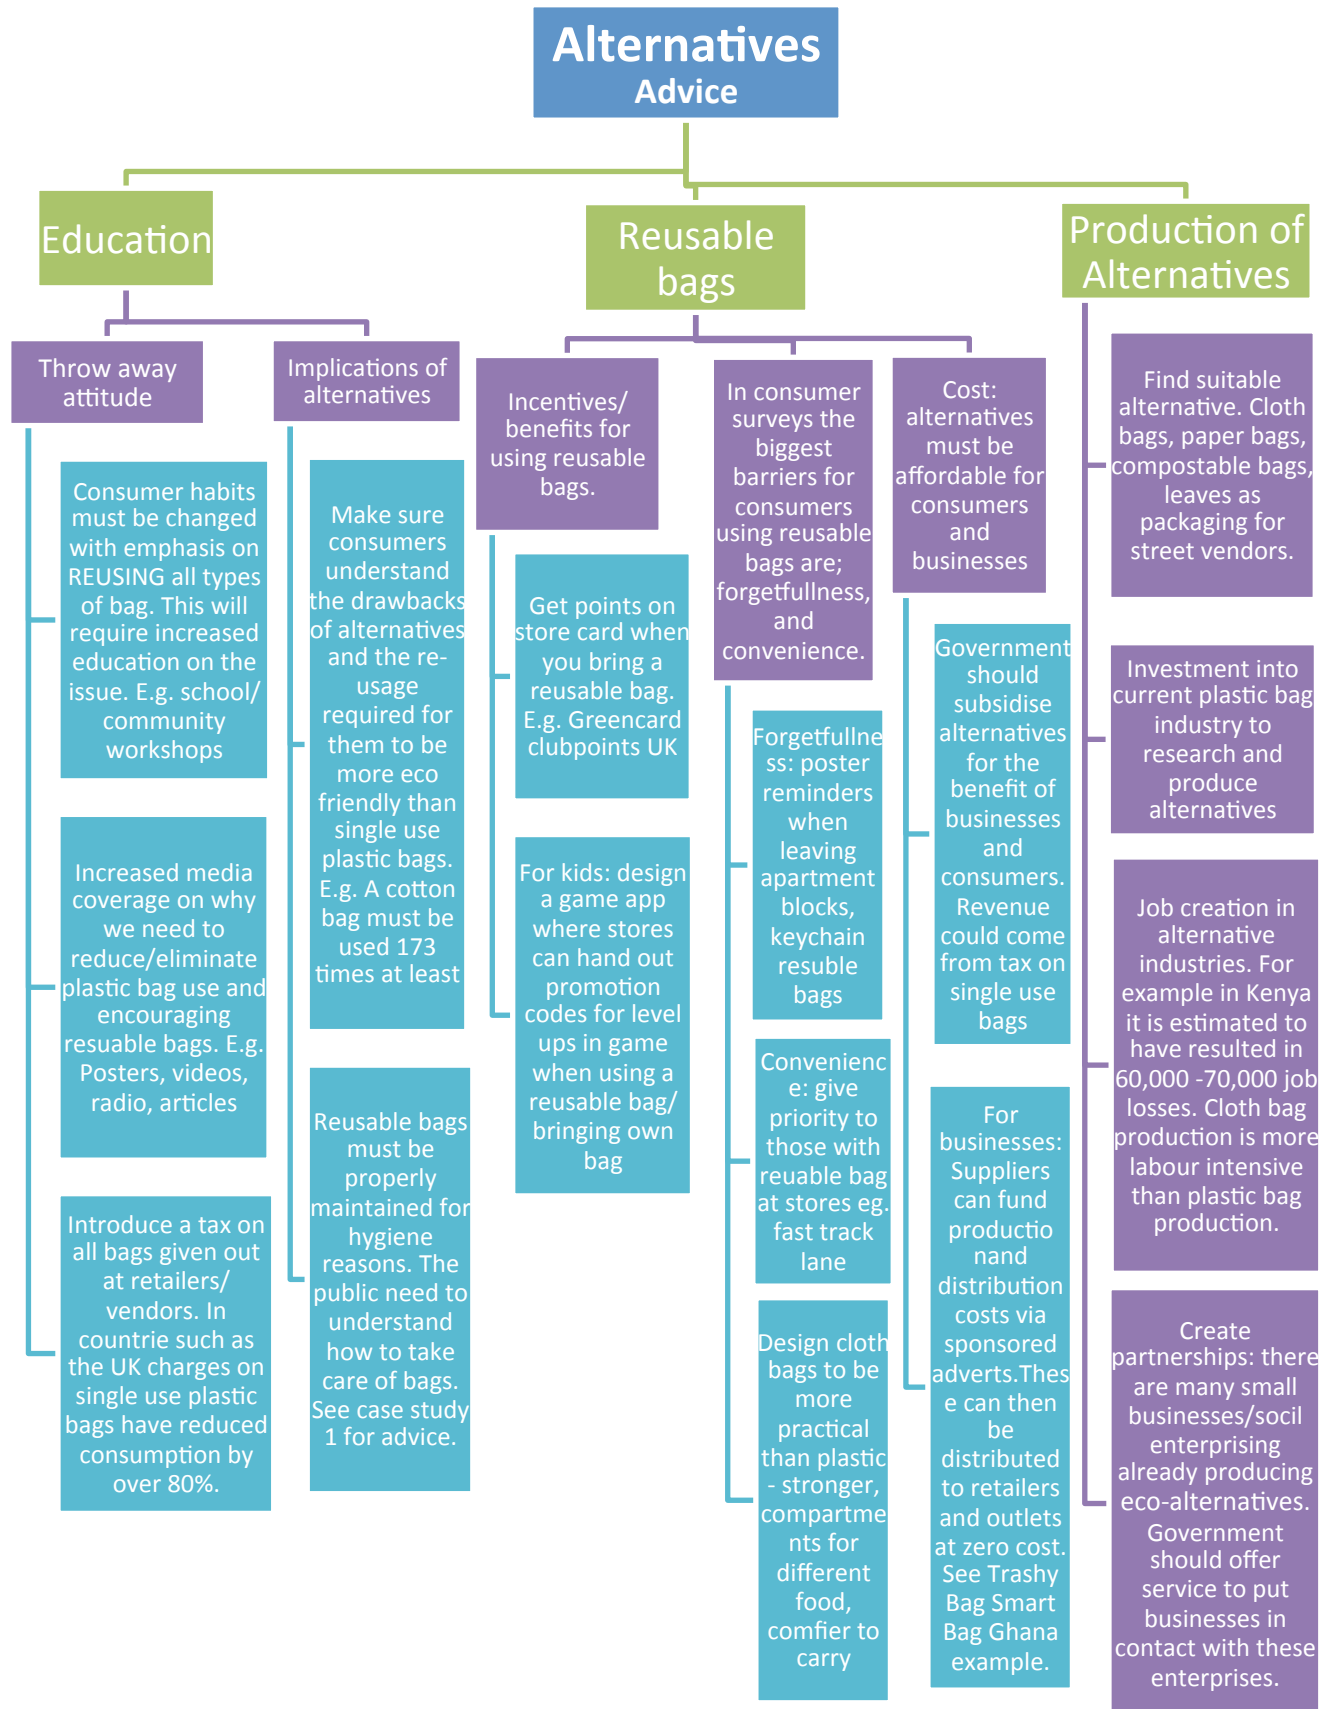 Alternatives
Advice
Education
Throw away
attitude
Consumer habits
must be changed
with emphasis on
REUSING all types
of bag. This will
require increased
education on the
issue. E.g. school/
community
workshops
Increased media
coverage on why
we need to
reduce/eliminate
plastic bag use and
encouraging
resuable bags. E.g.
Posters, videos,
radio, articles
Introduce a tax on
all bags given out
at retailers/
vendors. In
countrie such as
the UK charges on
single use plastic
bags have reduced
consumption by
over 80%.
Implications of
alternatives
Make sure
consumers
understand
the drawbacks
of alternatives
and the re-
usage
required for
them to be
more eco
friendly than
single use
plastic bags.
E.g. A cotton
bag must be
used 173
times at least
Reusable bags
must be
properly
maintained for
hygiene
reasons. The
public need to
understand
how to take
care of bags.
See case study
1 for advice.
Reusable
bags
Incentives/
benefits for
using reusable
bags.
Get points on
store card when
you bring a
reusable bag.
E.g. Greencard
clubpoints UK
For kids: design
a game app
where stores
can hand out
promotion
codes for level
ups in game
when using a
reusable bag/
bringing own
bag
In consumer
surveys the
biggest
barriers for
consumers
using reusable
bags are;
forgetfullness,
and
convenience.
Forgetfullne
ss: poster
reminders
when
leaving
apartment
blocks,
keychain
resuble
bags
Convenienc
e: give
priority to
those with
reuable bag
at stores eg.
fast track
lane
Design cloth
bags to be
more
practical
than plastic
- stronger,
compartme
nts for
different
food,
comfier to
carry
Cost:
alternatives
must be
affordable for
consumers
and
businesses
Government
should
subsidise
alternatives
for the
benefit of
businesses
and
consumers.
Revenue
could come
from tax on
single use
bags
For
businesses:
Suppliers
can fund
productio
nand
distribution
costs via
sponsored
adverts.Thes
e can then
be
distributed
to retailers
and outlets
at zero cost.
See Trashy
Bag Smart
Bag Ghana
example.
Production of
Alternatives
Find suitable
alternative. Cloth
bags, paper bags,
compostable bags,
leaves as
packaging for
street vendors.
Investment into
current plastic bag
industry to
research and
produce
alternatives
Job creation in
alternative
industries. For
example in Kenya
it is estimated to
have resulted in
60,000 -70,000 job
losses. Cloth bag
production is more
labour intensive
than plastic bag
production.
Create
partnerships: there
are many small
businesses/socil
enterprising
already producing
eco-alternatives.
Government
should offer
service to put
businesses in
contact with these
enterprises.